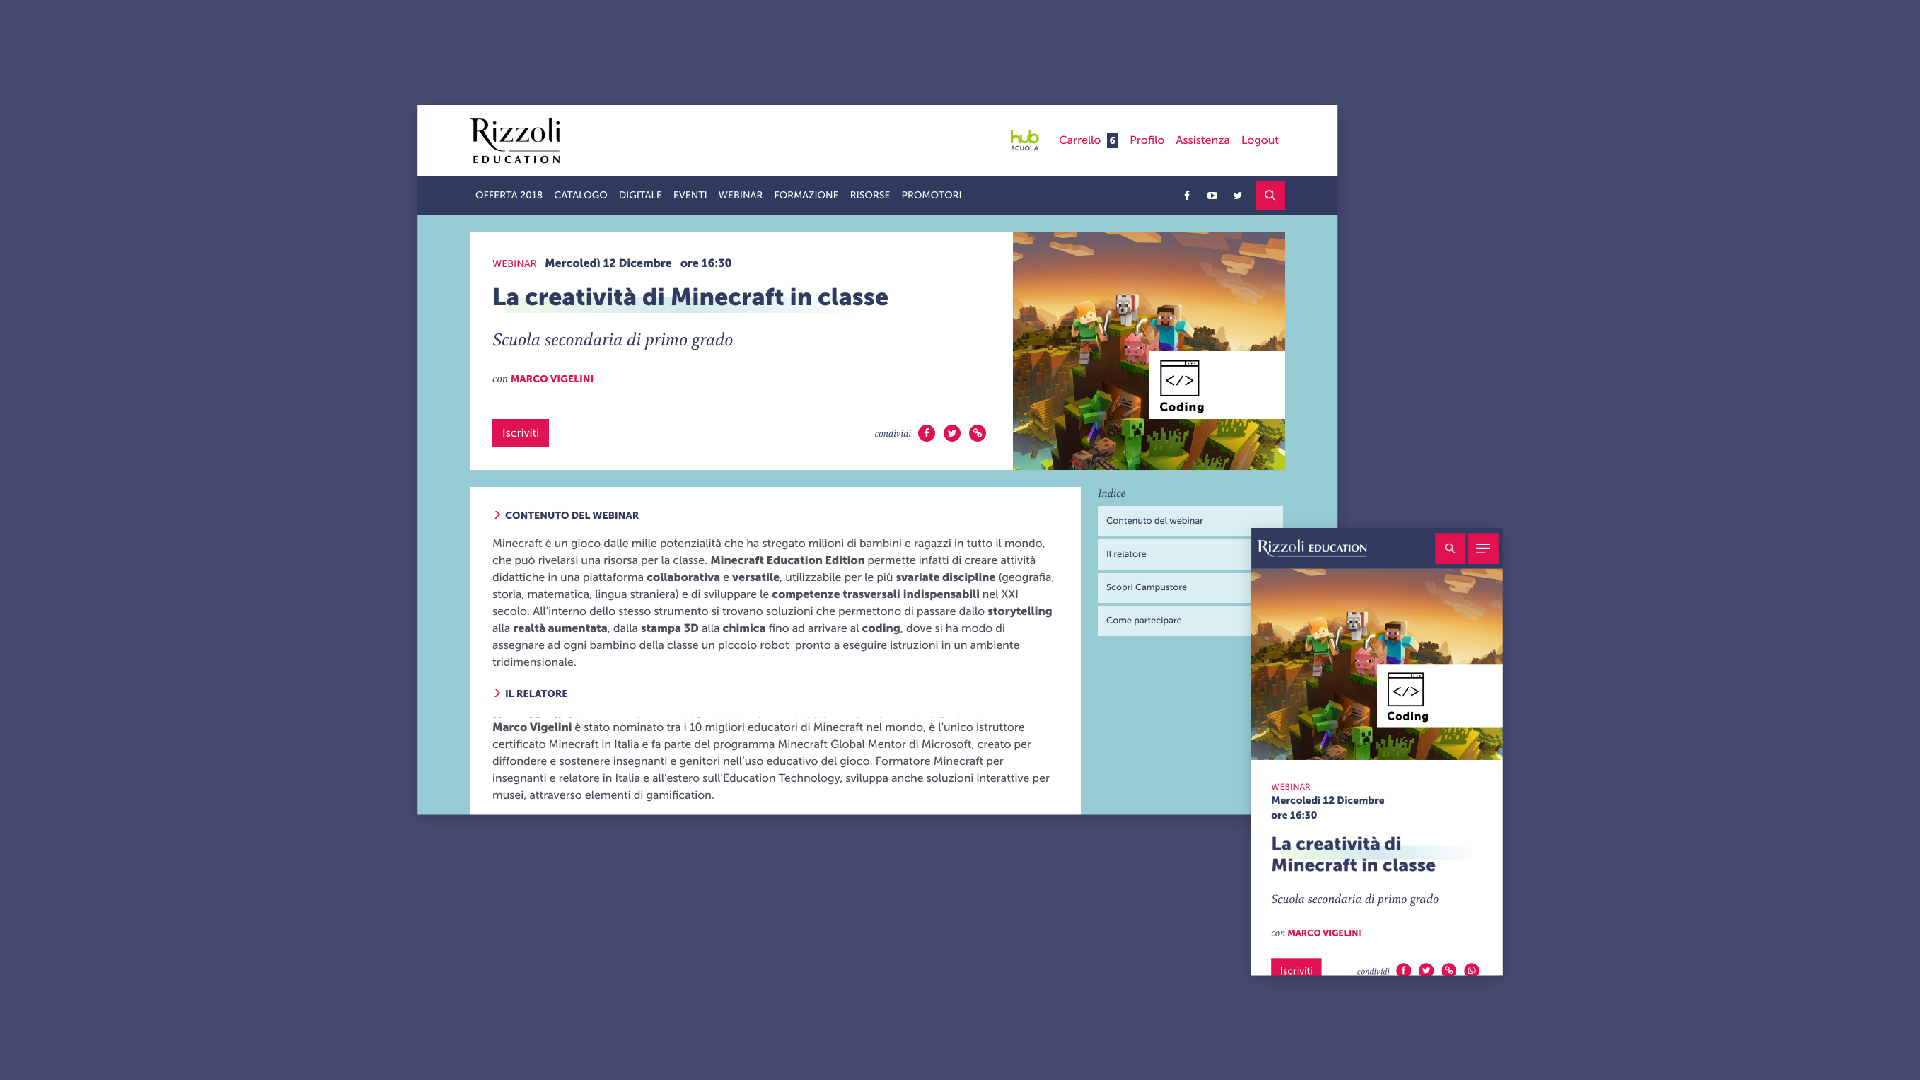 Rizzoli
EDUCATION
hub
SCUOLA
Carrello 6 Profilo Assistenza Logout
OFFERTA 2018 CATALOGO DIGITALE EVENTI WEBINAR FORMAZIONE RISORSE PROMOTORI
WEBINAR Mercoledì 12 Dicembre ore 16:30
La creatività di Minecraft in classe
Scuola secondaria di primo grado
con MARCO VIGELINI
Iscriviti
condividi
</>
Coding
CONTENUTO DEL WEBINAR
Minecraft è un gioco dalle mille potenzialità che ha stregato milioni di bambini e ragazzi in tutto il mondo,
che può rivelarsi una risorsa per la classe. Minecraft Education Edition permette infatti di creare attività
didattiche in una piattaforma collaborativa e versatile, utilizzabile per le più svariate discipline (geografia,
storia, matematica, lingua straniera) e di sviluppare le competenze trasversali indispensabili nel XXI
secolo. All'interno dello stesso strumento si trovano soluzioni che permettono di passare dallo storytelling
alla realtà aumentata, dalla stampa 3D alla chimica fino ad arrivare al coding, dove si ha modo di
assegnare ad ogni bambino della classe un piccolo robot pronto a eseguire istruzioni in un ambiente
tridimensionale.
IL RELATORE
Marco Vigelini è stato nominato tra i 10 migliori educatori di Minecraft nel mondo, è l'unico istruttore
certificato Minecraft in Italia e fa parte del programma Minecraft Global Mentor di Microsoft, creato per
diffondere e sostenere insegnanti e genitori nell'uso educativo del gioco. Formatore Minecraft per
insegnanti e relatore in Italia e all'estero sull'Education Technology, sviluppa anche soluzioni interattive per
musei, attraverso elementi di gamification.
Indice
Contenuto del webinar
Il relatore
Scopri Campustore
Come partecipare
Rizzoli EDUCATION
</>
Coding
WEBINAR
Mercoledì 12 Dicembre
ore 16:30
La creatività di
Minecraft in classe
Scuola secondaria di primo grado
con MARCO VIGELINI
Iscriviti
condividi